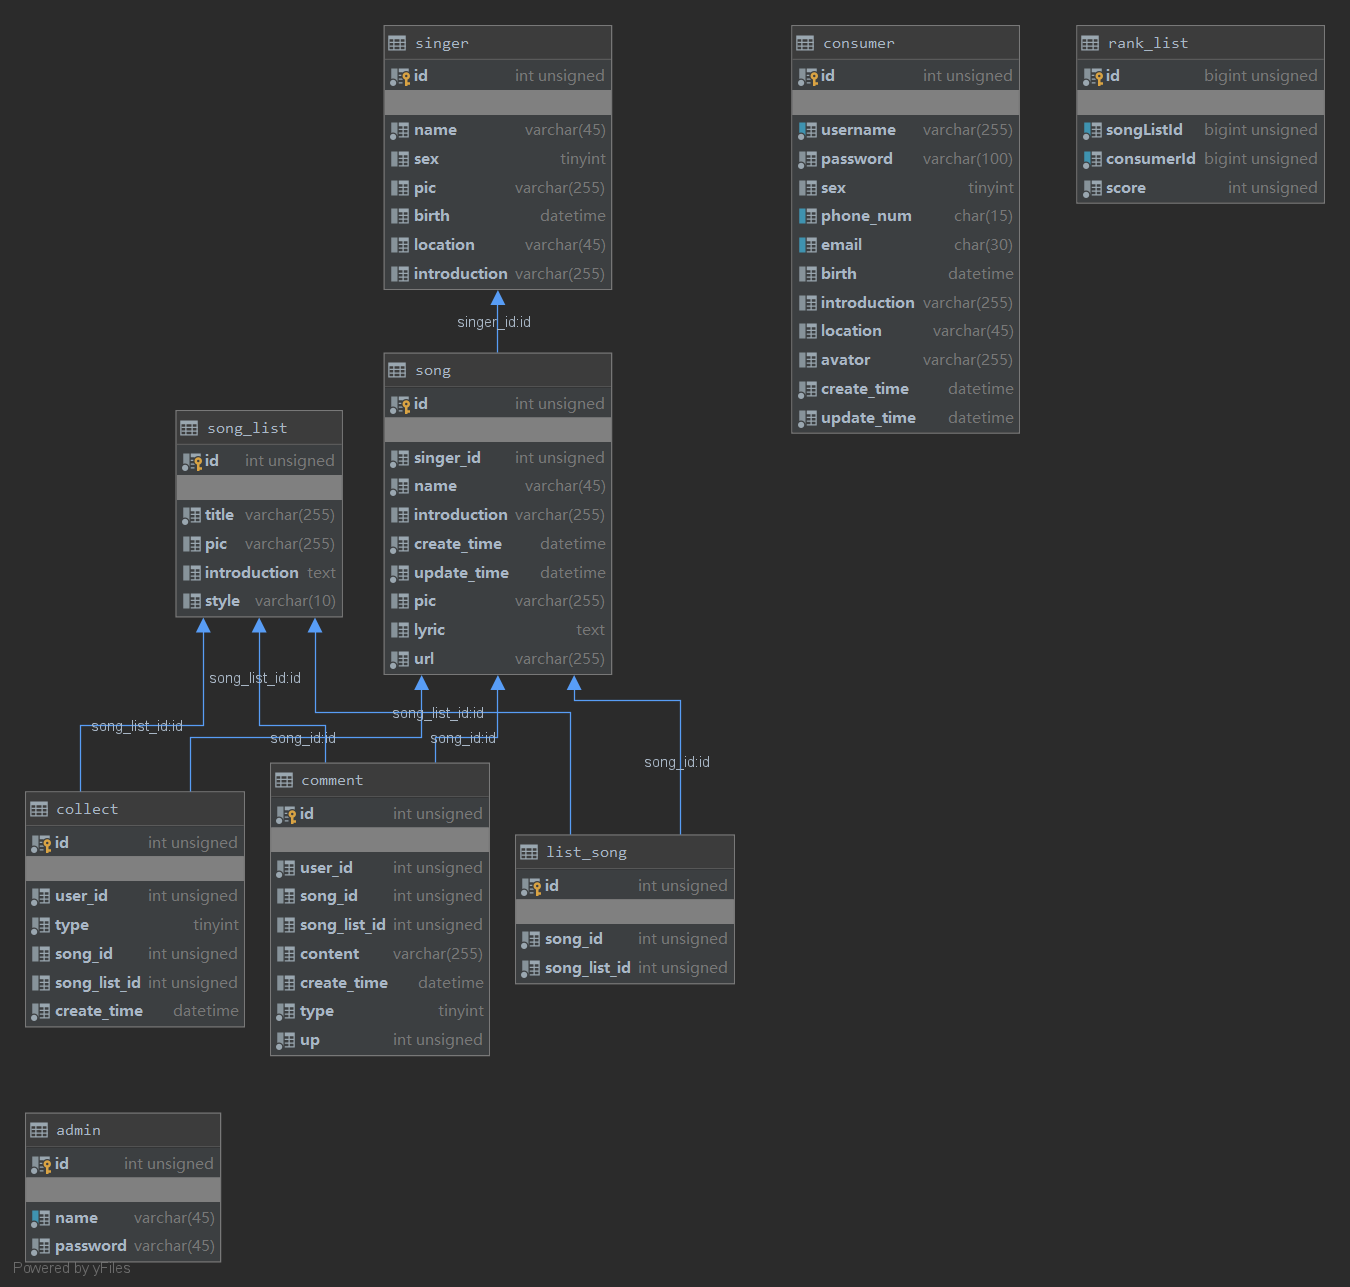 singer
id int unsigned
name varchar(45)
sex tinyint
pic varchar(255)
birth datetime
location varchar(45)
introduction varchar(255)
consumer
id int unsigned
username varchar(255)
password varchar(100)
sex tinyint
phone_num char(15)
email char(30)
birth datetime
introduction varchar(255)
location varchar(45)
avator varchar(255)
create_time datetime
update_time datetime
rank_list
id bigint unsigned
songListId bigint unsigned
consumerId bigint unsigned
score int unsigned
singer_id:id
song
id int unsigned
singer_id int unsigned
name varchar(45)
introduction varchar(255)
create_time datetime
update_time datetime
pic varchar(255)
lyric text
url varchar(255)
song_list
id int unsigned
title varchar(255)
pic varchar(255)
introduction text
style varchar(10)
song_list_id:id
song_list_id:id
song_list_id:id
song_id:id
song_id:id
song_id:id
collect
id int unsigned
user_id int unsigned
type tinyint
song_id int unsigned
song_list_id int unsigned
create_time datetime
comment
id int unsigned
user_id int unsigned
song_id int unsigned
song_list_id int unsigned
content varchar(255)
create_time datetime
type tinyint
up int unsigned
list_song
id int unsigned
song_id int unsigned
song_list_id int unsigned
admin
id int unsigned
name varchar(45)
password varchar(45)
Powered by yFiles